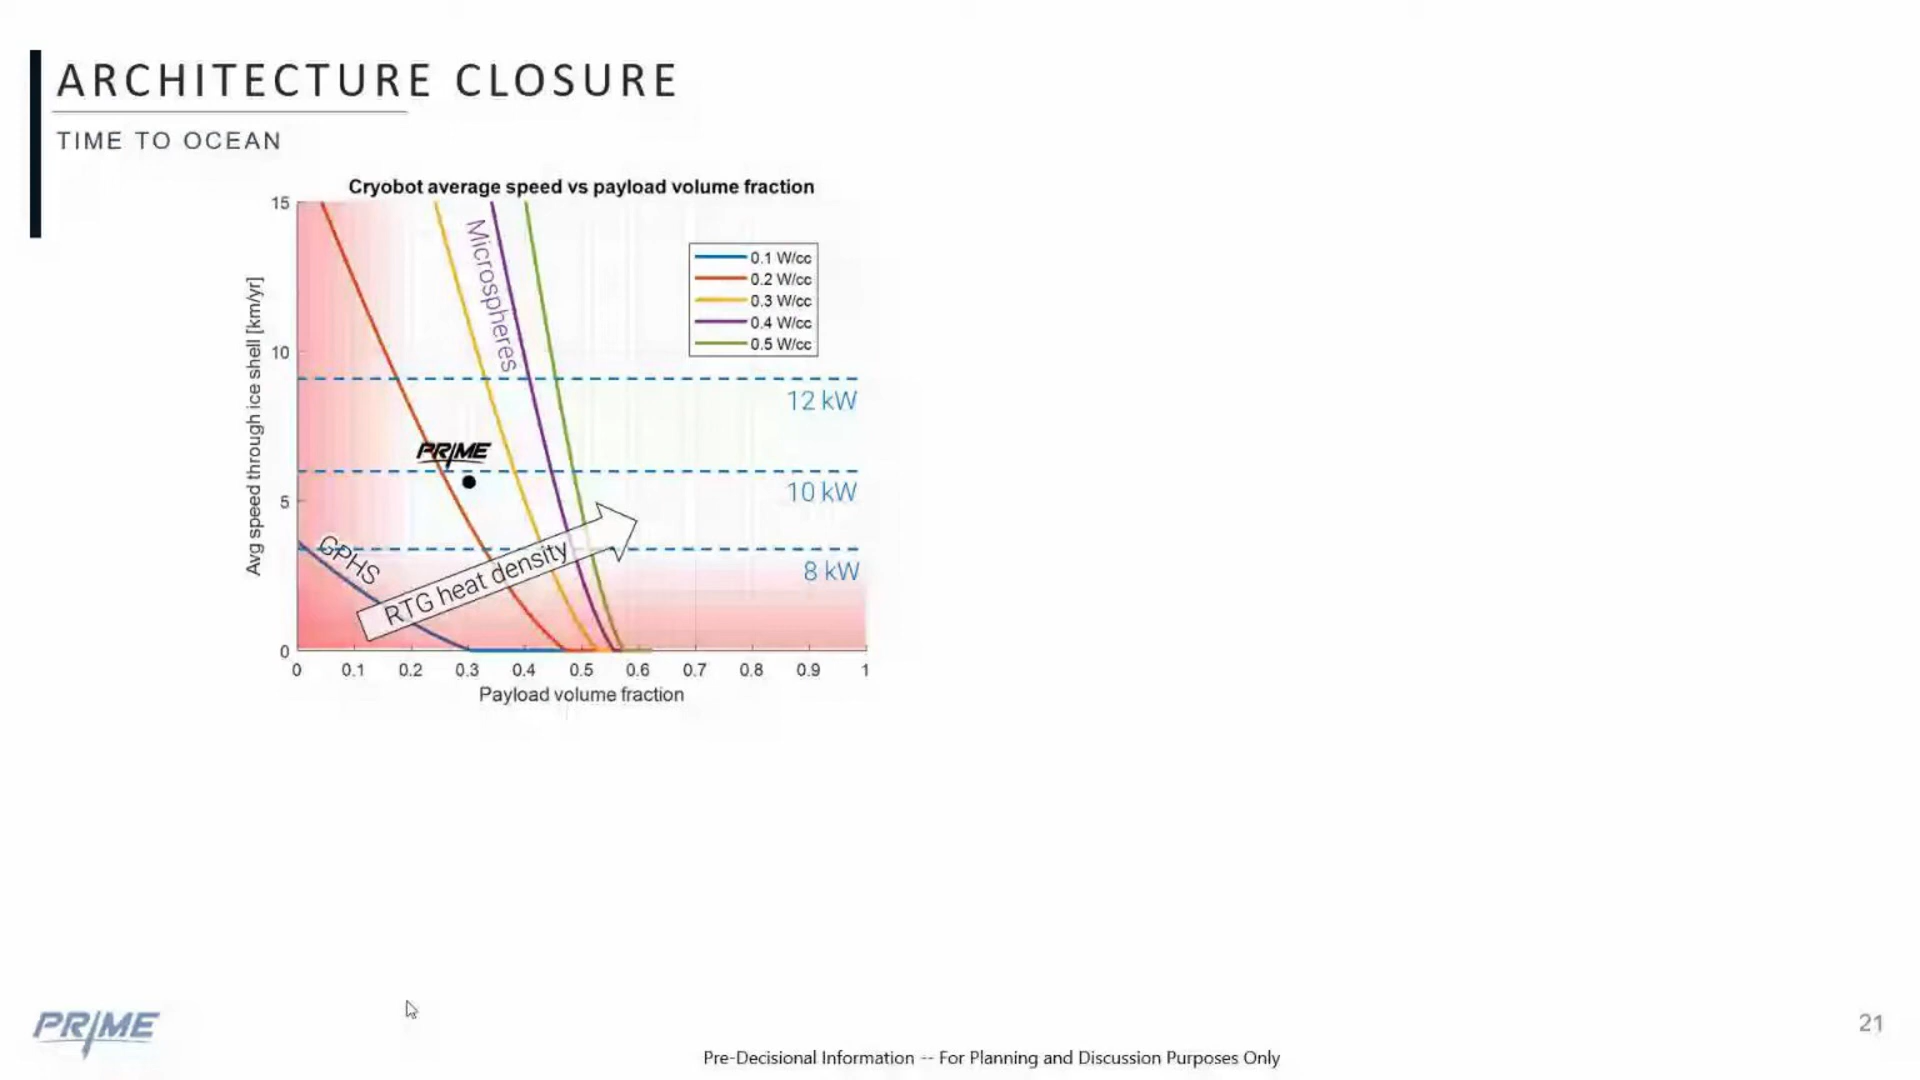 ARCHITECTURE CLOSURE
TIME TO OCEAN
Cryobot average speed vs payload volume fraction
15
10
5
0
Avg speed through ice shell [km/yr]
Microspheres
0.1 W/cc
0.2 W/cc
0.3 W/cc
0.4 W/cc
0.5 W/cc
12 kW
PRIME
10 kW
GPHS
RTG heat density
8 kW
0 0.1 0.2 0.3 0.4 0.5 0.6 0.7 0.8 0.9 1
Payload volume fraction
PRIME
21
Pre-Decisional Information -- For Planning and Discussion Purposes Only